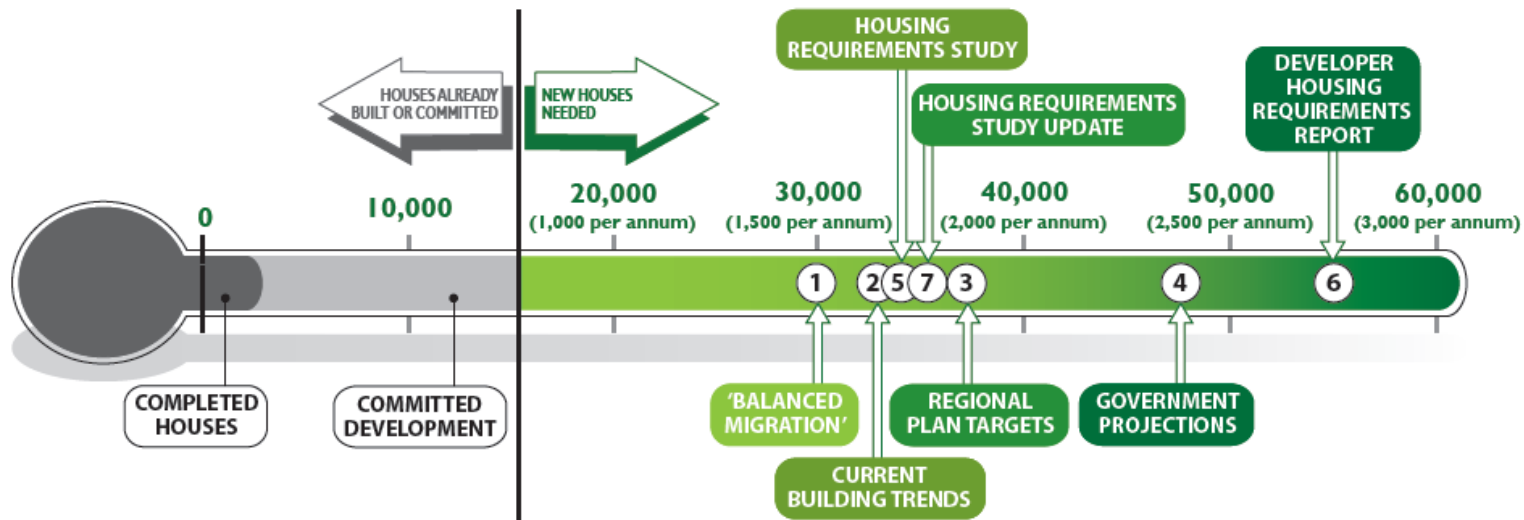 HOUSING
REQUIREMENTS STUDY
DEVELOPER
HOUSING
REQUIREMENTS
REPORT
HOUSES ALREADY
BUILT OR COMMITTED
NEW HOUSES
NEEDED
HOUSING REQUIREMENTS
STUDY UPDATE
0
10,000
20,000
(1,000 per annum)
30,000
(1,500 per annum)
40,000
(2,000 per annum)
50,000
(2,500 per annum)
60,000
(3,000 per annum)
1
2
5
7
3
4
6
COMPLETED
HOUSES
COMMITTED
DEVELOPMENT
'BALANCED
MIGRATION'
REGIONAL
PLAN TARGETS
GOVERNMENT
PROJECTIONS
CURRENT
BUILDING TRENDS